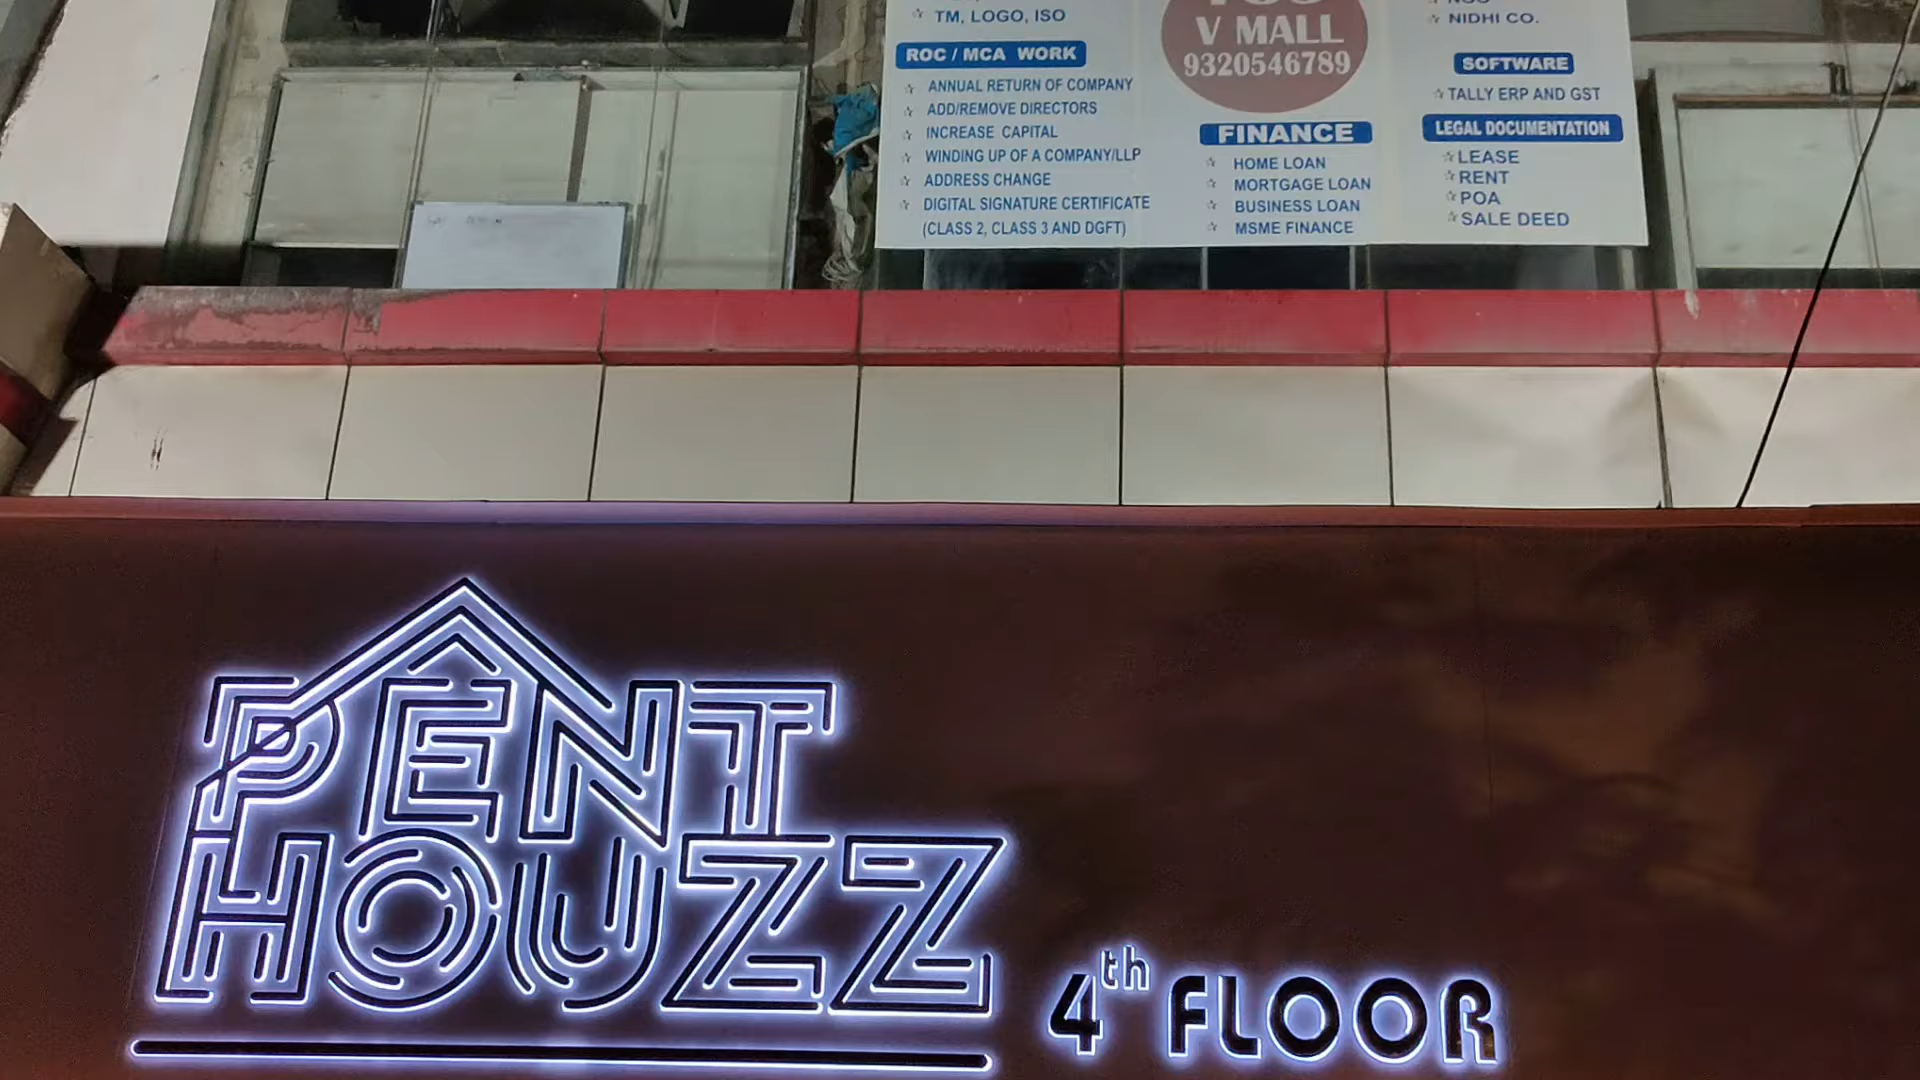 TM, LOGO, ISO
ROC / MCA WORK
ANNUAL RETURN OF COMPANY
ADD/REMOVE DIRECTORS
INCREASE CAPITAL
WINDING UP OF A COMPANY/LLP
ADDRESS CHANGE
DIGITAL SIGNATURE CERTIFICATE
(CLASS 2, CLASS 3 AND DGFT)
V MALL
9320546789
FINANCE
HOME LOAN
MORTGAGE LOAN
BUSINESS LOAN
MSME FINANCE
NIDHI CO.
SOFTWARE
TALLY ERP AND GST
LEGAL DOCUMENTATION
LEASE
RENT
POA
SALE DEED
PENT
HOUZZ
4th FLOOR